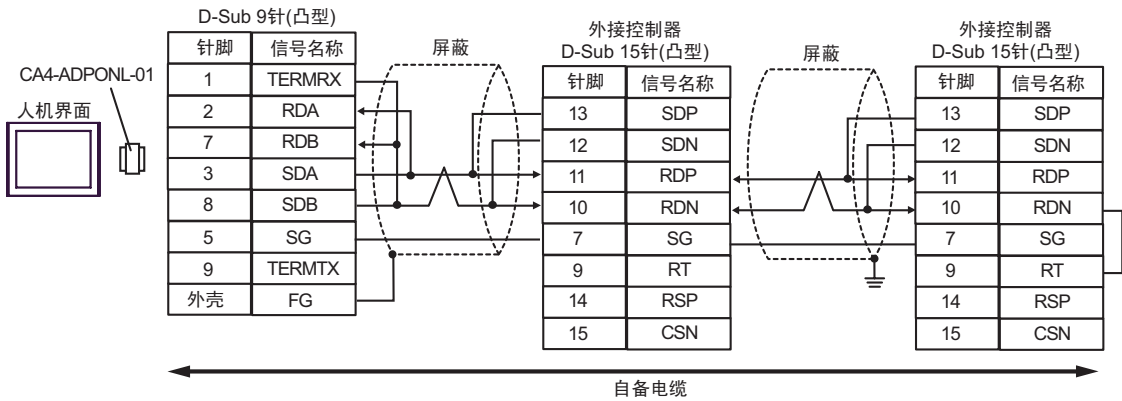 CA4-ADPONL-01
人机界面
D-Sub 9针(凸型)
针脚 信号名称
1 TERMRX
2 RDA
7 RDB
3 SDA
8 SDB
5 SG
9 TERMTX
外壳 FG
屏蔽
外接控制器
D-Sub 15针(凸型)
针脚 信号名称
13 SDP
12 SDN
11 RDP
10 RDN
7 SG
9 RT
14 RSP
15 CSN
屏蔽
外接控制器
D-Sub 15针(凸型)
针脚 信号名称
13 SDP
12 SDN
11 RDP
10 RDN
7 SG
9 RT
14 RSP
15 CSN
自备电缆